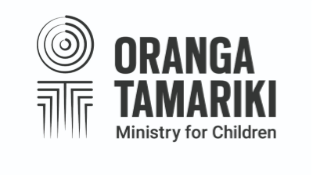 ORANGA
TAMARIKI
Ministry for Children